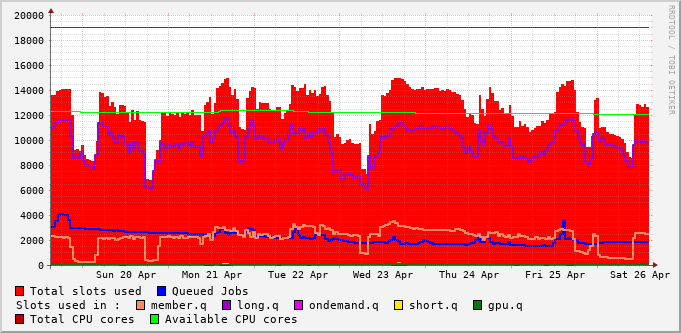 20000
18000
16000
14000
12000
10000
8000
6000
4000
2000
0
Sun 20 Apr Mon 21 Apr Tue 22 Apr Wed 23 Apr Thu 24 Apr Fri 25 Apr Sat 26 Apr
Total slots used Queued Jobs
Slots used in : member.q long.q ondemand.q short.q gpu.q
Total CPU cores Available CPU cores
RRDTOOL / TOBI OETIKER